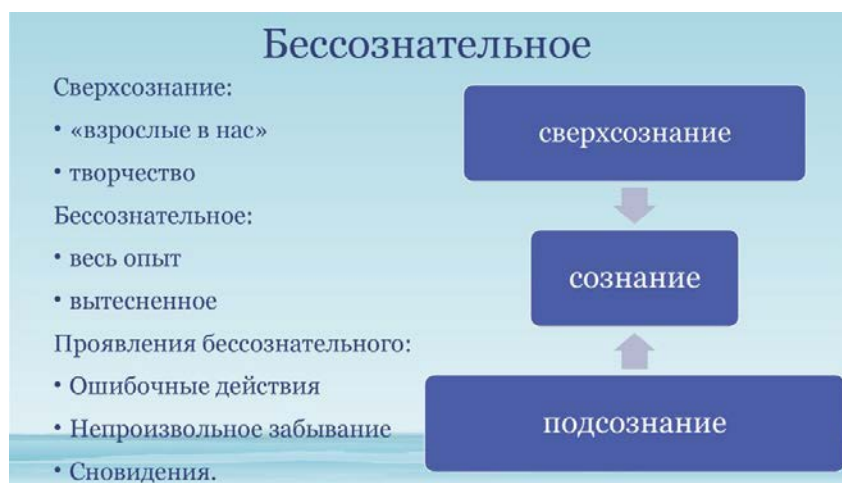 Бессознательное
Сверхсознание:
• «взрослые в нас»
• творчество
Бессознательное:
• весь опыт
• вытесненное
Проявления бессознательного:
• Ошибочные действия
• Непроизвольное забывание
• Сновидения.
сверхсознание
сознание
подсознание